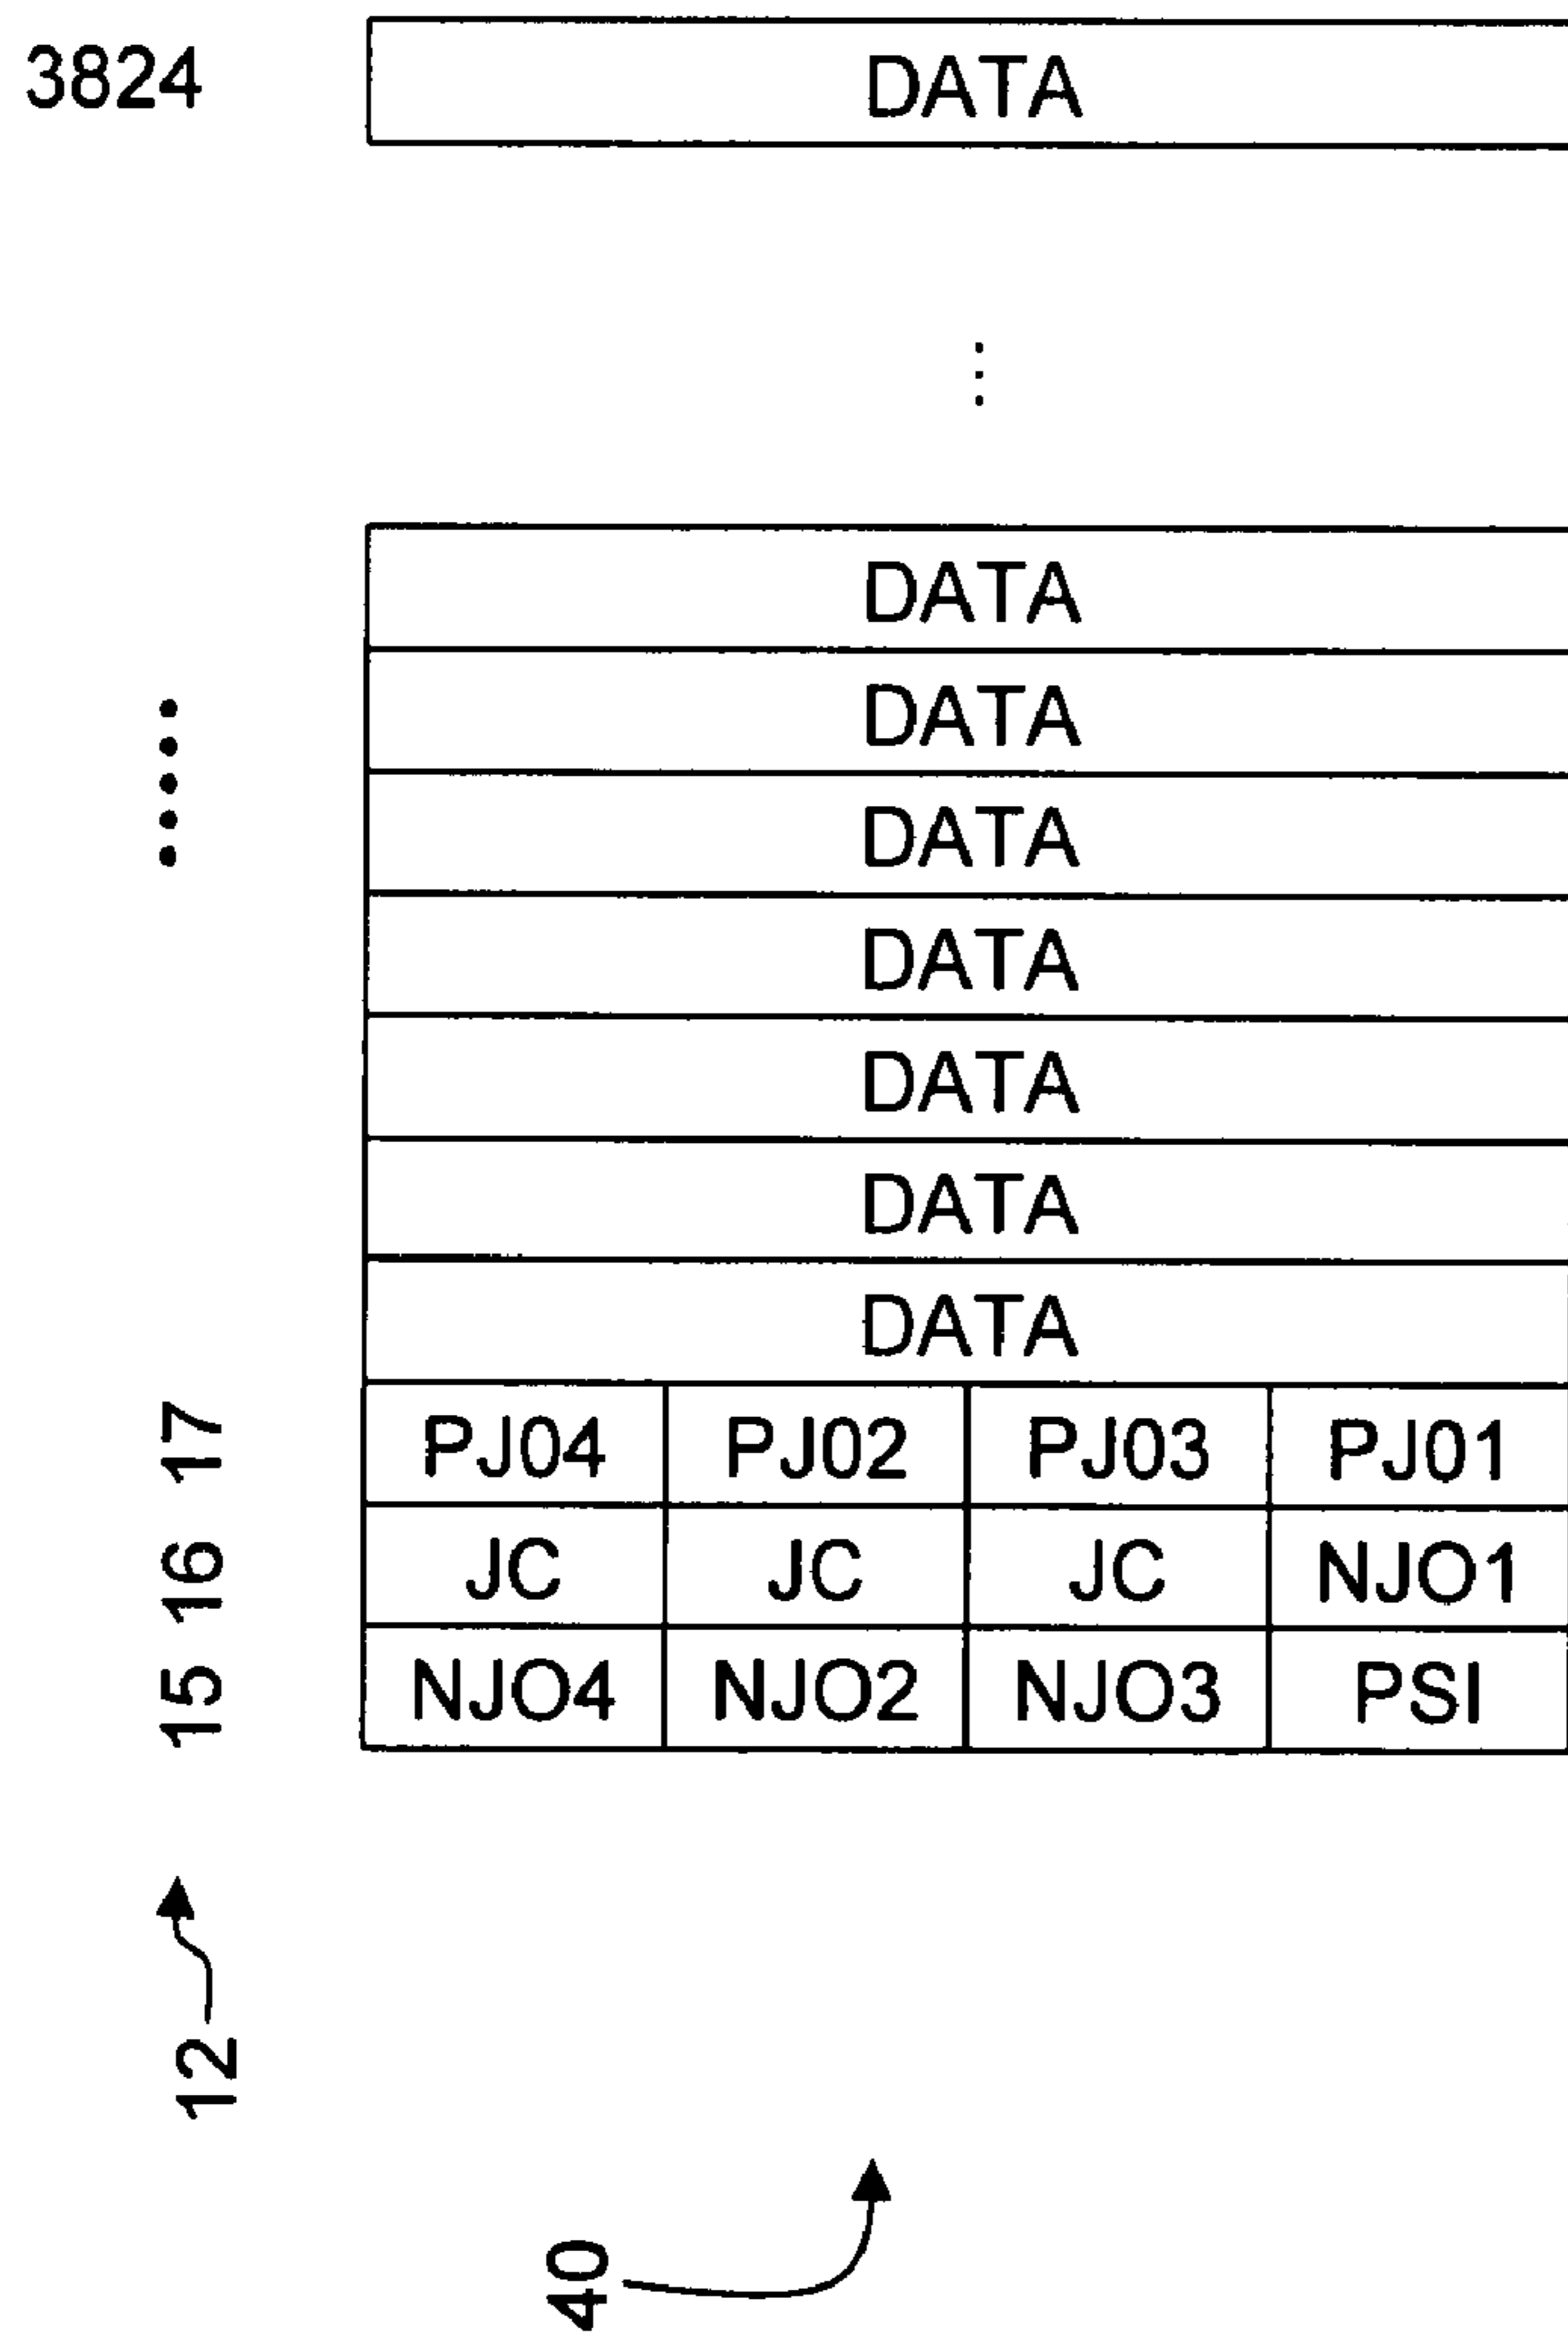 3824
DATA
DATA
DATA
DATA
DATA
DATA
DATA
DATA
17
PJ04 PJ02 PJ03 PJ01
16
JC JC JC NJO1
15
NJO4 NJO2 NJO3 PSI
12
40